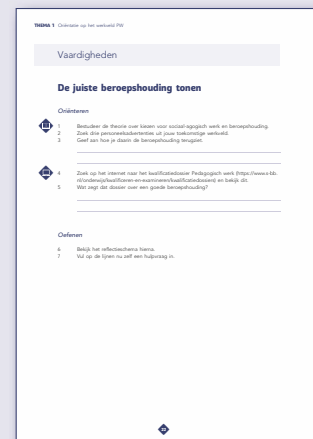 THEMA 1 Oriëntatie op het werkveld PW
Vaardigheden
De juiste beroepshouding tonen
Oriënteren
1 Bestudeer de theorie over kiezen voor sociaal-agogisch werk en beroepshouding.
2 Zoek drie personeelsadvertenties uit jouw toekomstige werkveld.
3 Geef aan hoe je daarin de beroepshouding terugziet.
4 Zoek op het internet naar het kwalificatiedossier Pedagogisch werk (https://www.s-bb.
nl/onderwijs/kwalificeren-en-examineren/kwalificatiedossiers) en bekijk dit.
5 Wat zegt dat dossier over een goede beroepshouding?
Oefenen
6 Bekijk het reflectieschema hierna.
7 Vul op de lijnen nu zelf een hulpvraag in.